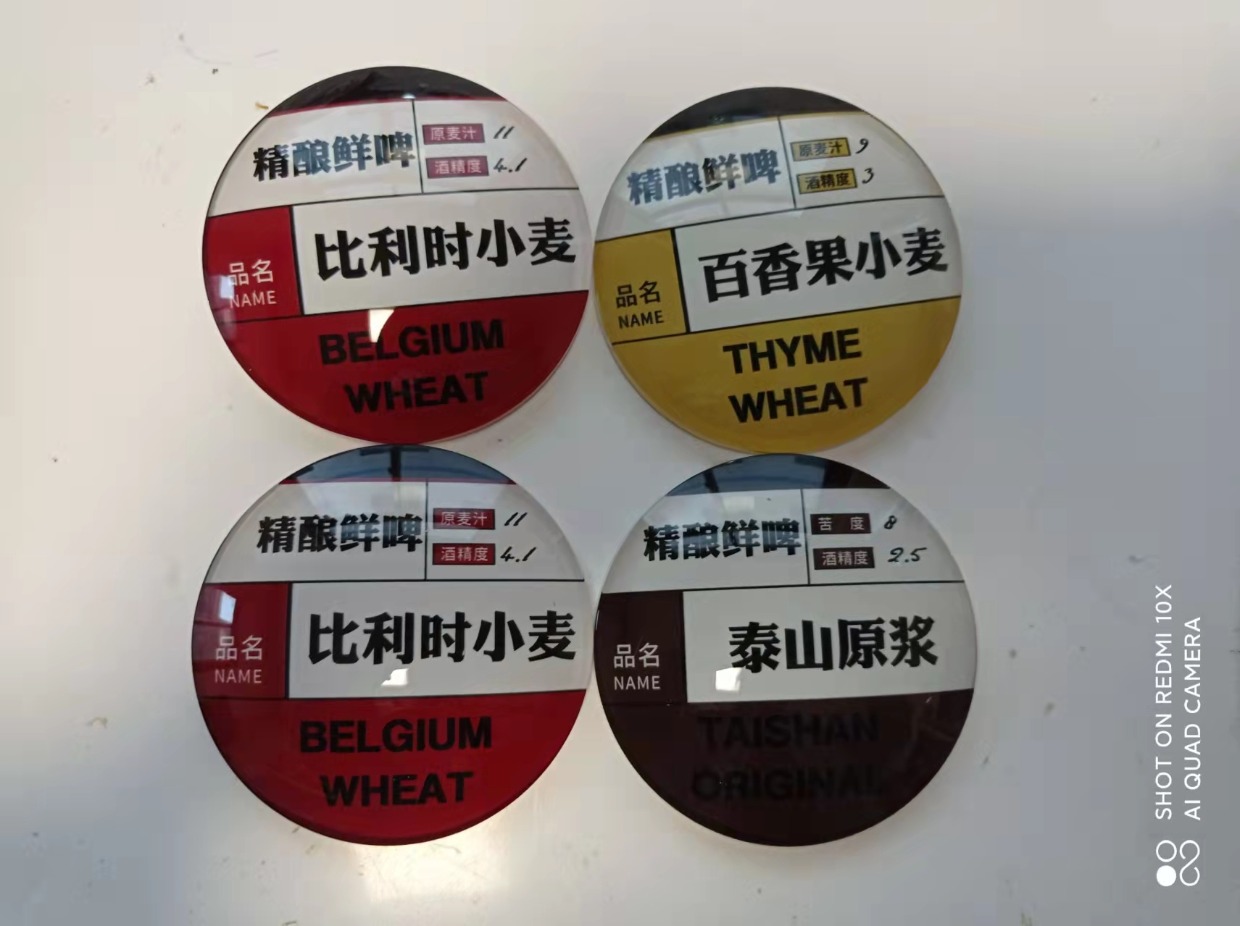 精酿鲜啤
原麦汁 11
酒精度 4.1
品名
NAME
比利时小麦
BELGIUM
WHEAT
精酿鲜啤
原麦汁 9
酒精度 3
品名
NAME
百香果小麦
THYME
WHEAT
精酿鲜啤
原麦汁 11
酒精度 4.1
品名
NAME
比利时小麦
BELGIUM
WHEAT
精酿鲜啤
苦度 8
酒精度 2.5
品名
NAME
泰山原浆
TAISHAN
ORIGINAL
SHOT ON REDMI 10X
AI QUAD CAMERA